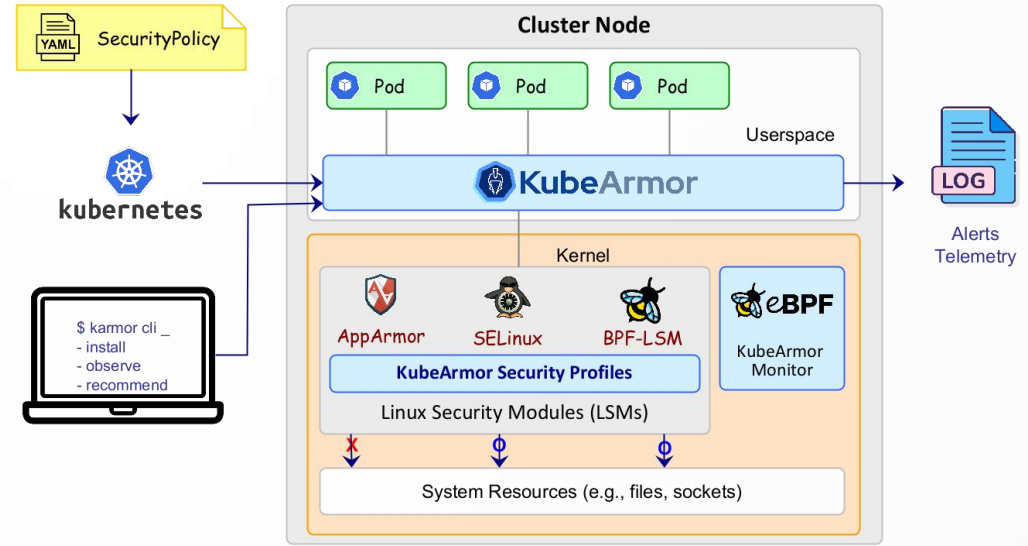 YAML
SecurityPolicy
kubernetes
$ karmor cli _
- install
- observe
- recommend
Cluster Node
Pod
Pod
Pod
Userspace
KubeArmor
LOG
Alerts
Telemetry
Kernel
AppArmor
SELinux
BPF-LSM
KubeArmor Security Profiles
Linux Security Modules (LSMs)
eBPF
KubeArmor
Monitor
X
O
O
System Resources (e.g., files, sockets)